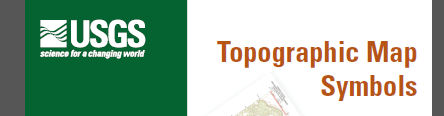 USGS
science for a changing world
Topographic Map
Symbols